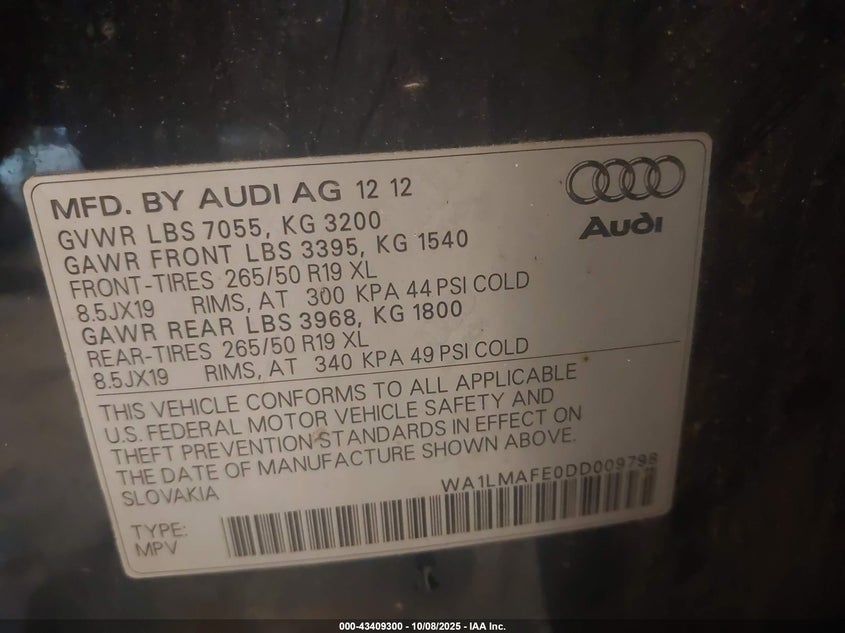 MFD. BY AUDI AG 12 12
GVWR LBS 7055, KG 3200
GAWR FRONT LBS 3395, KG 1540
FRONT-TIRES 265/50 R19 XL
8.5JX19 RIMS, AT 300 KPA 44 PSI COLD
GAWR REAR LBS 3968, KG 1800
REAR-TIRES 265/50 R19 XL
8.5JX19 RIMS, AT 340 KPA 49 PSI COLD
Audi
THIS VEHICLE CONFORMS TO ALL APPLICABLE
U.S. FEDERAL MOTOR VEHICLE SAFETY AND
THEFT PREVENTION STANDARDS IN EFFECT ON
THE DATE OF MANUFACTURE SHOWN ABOVE.
SLOVAKIA
WA1LMAFE0DD009798
TYPE:
MPV
000-43409300 - 10/08/2025 - IAA Inc.